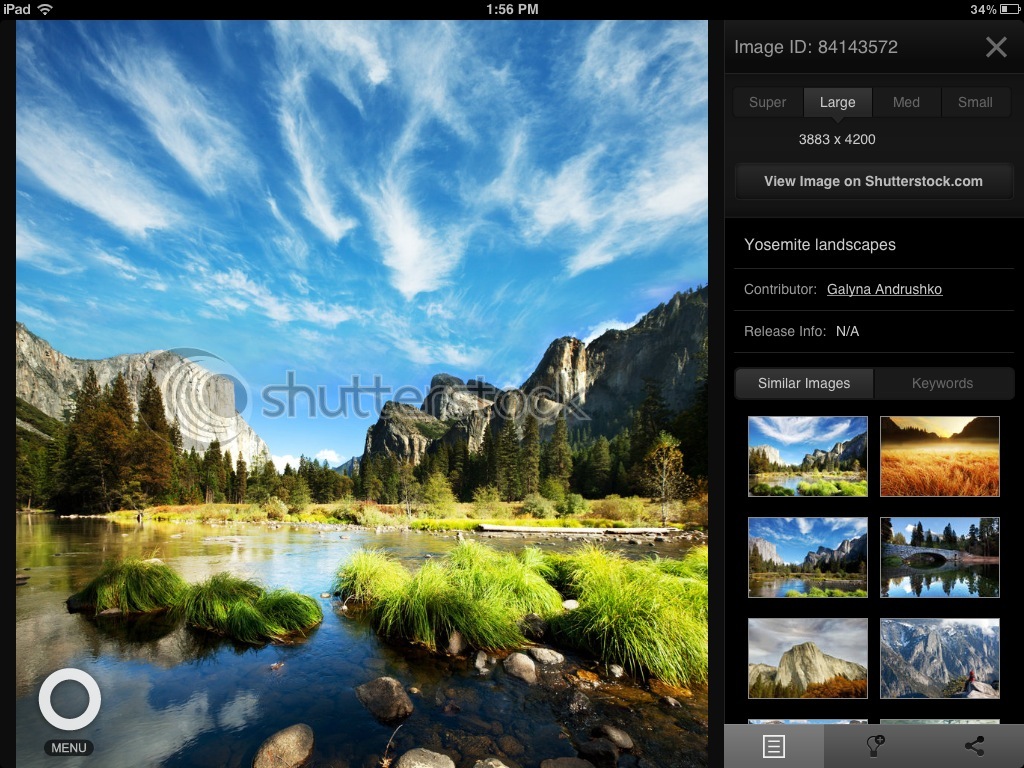 iPad 1:56 PM 34%
Image ID: 84143572
Super Large Med Small
3883 x 4200
View Image on Shutterstock.com
Yosemite landscapes
Contributor: Galyna Andrushko
Release Info: N/A
Similar Images Keywords
shutterstock
MENU